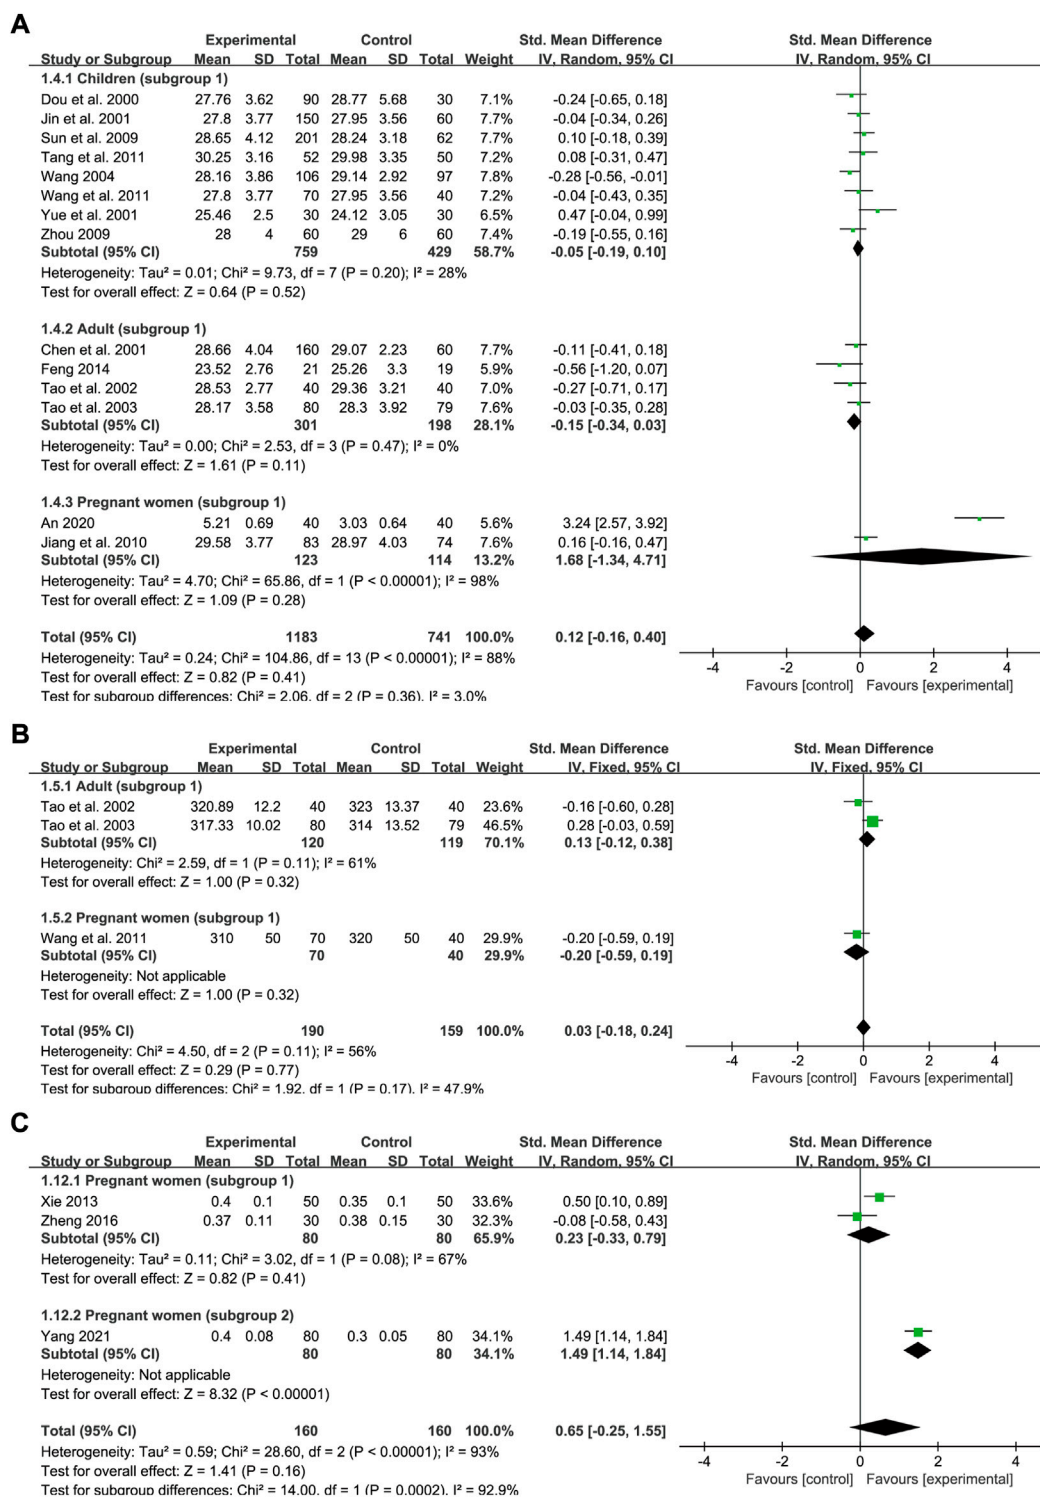 A
Experimental Control Std. Mean Difference Std. Mean Difference
Study or Subgroup Mean SD Total Mean SD Total Weight IV, Random, 95% CI IV, Random, 95% CI
1.4.1 Children (subgroup 1)
Dou et al. 2000 27.76 3.62 90 28.77 5.68 30 7.1% -0.24 [-0.65, 0.18]
Jin et al. 2001 27.8 3.77 150 27.95 3.56 60 7.7% -0.04 [-0.34, 0.26]
Sun et al. 2009 28.65 4.12 201 28.24 3.18 62 7.7% 0.10 [-0.18, 0.39]
Tang et al. 2011 30.25 3.16 52 29.98 3.35 50 7.2% 0.08 [-0.31, 0.47]
Wang 2004 28.16 3.86 106 29.14 2.92 97 7.8% -0.28 [-0.56, -0.01]
Wang et al. 2011 27.8 3.77 70 27.95 3.56 40 7.2% -0.04 [-0.43, 0.35]
Yue et al. 2001 25.46 2.5 30 24.12 3.05 30 6.5% 0.47 [-0.04, 0.99]
Zhou 2009 28 4 60 29 6 60 7.4% -0.19 [-0.55, 0.16]
Subtotal (95% CI) 759 429 58.7% -0.05 [-0.19, 0.10]
Heterogeneity: Tau² = 0.01; Chi² = 9.73, df = 7 (P = 0.20); I² = 28%
Test for overall effect: Z = 0.64 (P = 0.52)
1.4.2 Adult (subgroup 1)
Chen et al. 2001 28.66 4.04 160 29.07 2.23 60 7.7% -0.11 [-0.41, 0.18]
Feng 2014 23.52 2.76 21 25.26 3.3 19 5.9% -0.56 [-1.20, 0.07]
Tao et al. 2002 28.53 2.77 40 29.36 3.21 40 7.0% -0.27 [-0.71, 0.17]
Tao et al. 2003 28.17 3.58 80 28.3 3.92 79 7.6% -0.03 [-0.35, 0.28]
Subtotal (95% CI) 301 198 28.1% -0.15 [-0.34, 0.03]
Heterogeneity: Tau² = 0.00; Chi² = 2.53, df = 3 (P = 0.47); I² = 0%
Test for overall effect: Z = 1.61 (P = 0.11)
1.4.3 Pregnant women (subgroup 1)
An 2020 5.21 0.69 40 3.03 0.64 40 5.6% 3.24 [2.57, 3.92]
Jiang et al. 2010 29.58 3.77 83 28.97 4.03 74 7.6% 0.16 [-0.16, 0.47]
Subtotal (95% CI) 123 114 13.2% 1.68 [-1.34, 4.71]
Heterogeneity: Tau² = 4.70; Chi² = 65.86, df = 1 (P < 0.00001); I² = 98%
Test for overall effect: Z = 1.09 (P = 0.28)
Total (95% CI) 1183 741 100.0% 0.12 [-0.16, 0.40]
Heterogeneity: Tau² = 0.24; Chi² = 104.86, df = 13 (P < 0.00001); I² = 88%
Test for overall effect: Z = 0.82 (P = 0.41)
Test for subgroup differences: Chi² = 2.06, df = 2 (P = 0.36), I² = 3.0%
-4 -2 0 2 4
Favours [control] Favours [experimental]
B
Experimental Control Std. Mean Difference Std. Mean Difference
Study or Subgroup Mean SD Total Mean SD Total Weight IV, Fixed, 95% CI IV, Fixed, 95% CI
1.5.1 Adult (subgroup 1)
Tao et al. 2002 320.89 12.2 40 323 13.37 40 23.6% -0.16 [-0.60, 0.28]
Tao et al. 2003 317.33 10.02 80 314 13.52 79 46.5% 0.28 [-0.03, 0.59]
Subtotal (95% CI) 120 119 70.1% 0.13 [-0.12, 0.38]
Heterogeneity: Chi² = 2.59, df = 1 (P = 0.11); I² = 61%
Test for overall effect: Z = 1.00 (P = 0.32)
1.5.2 Pregnant women (subgroup 1)
Wang et al. 2011 310 50 70 320 50 40 29.9% -0.20 [-0.59, 0.19]
Subtotal (95% CI) 70 40 29.9% -0.20 [-0.59, 0.19]
Heterogeneity: Not applicable
Test for overall effect: Z = 1.00 (P = 0.32)
Total (95% CI) 190 159 100.0% 0.03 [-0.18, 0.24]
Heterogeneity: Chi² = 4.50, df = 2 (P = 0.11); I² = 56%
Test for overall effect: Z = 0.29 (P = 0.77)
Test for subgroup differences: Chi² = 1.92, df = 1 (P = 0.17), I² = 47.9%
-4 -2 0 2 4
Favours [control] Favours [experimental]
C
Experimental Control Std. Mean Difference Std. Mean Difference
Study or Subgroup Mean SD Total Mean SD Total Weight IV, Random, 95% CI IV, Random, 95% CI
1.12.1 Pregnant women (subgroup 1)
Xie 2013 0.4 0.1 50 0.35 0.1 50 33.6% 0.50 [0.10, 0.89]
Zheng 2016 0.37 0.11 30 0.38 0.15 30 32.3% -0.08 [-0.58, 0.43]
Subtotal (95% CI) 80 80 65.9% 0.23 [-0.33, 0.79]
Heterogeneity: Tau² = 0.11; Chi² = 3.02, df = 1 (P = 0.08); I² = 67%
Test for overall effect: Z = 0.82 (P = 0.41)
1.12.2 Pregnant women (subgroup 2)
Yang 2021 0.4 0.08 80 0.3 0.05 80 34.1% 1.49 [1.14, 1.84]
Subtotal (95% CI) 80 80 34.1% 1.49 [1.14, 1.84]
Heterogeneity: Not applicable
Test for overall effect: Z = 8.32 (P < 0.00001)
Total (95% CI) 160 160 100.0% 0.65 [-0.25, 1.55]
Heterogeneity: Tau² = 0.59; Chi² = 28.60, df = 2 (P < 0.00001); I² = 93%
Test for overall effect: Z = 1.41 (P = 0.16)
Test for subgroup differences: Chi² = 14.00, df = 1 (P = 0.0002), I² = 92.9%
-4 -2 0 2 4
Favours [control] Favours [experimental]